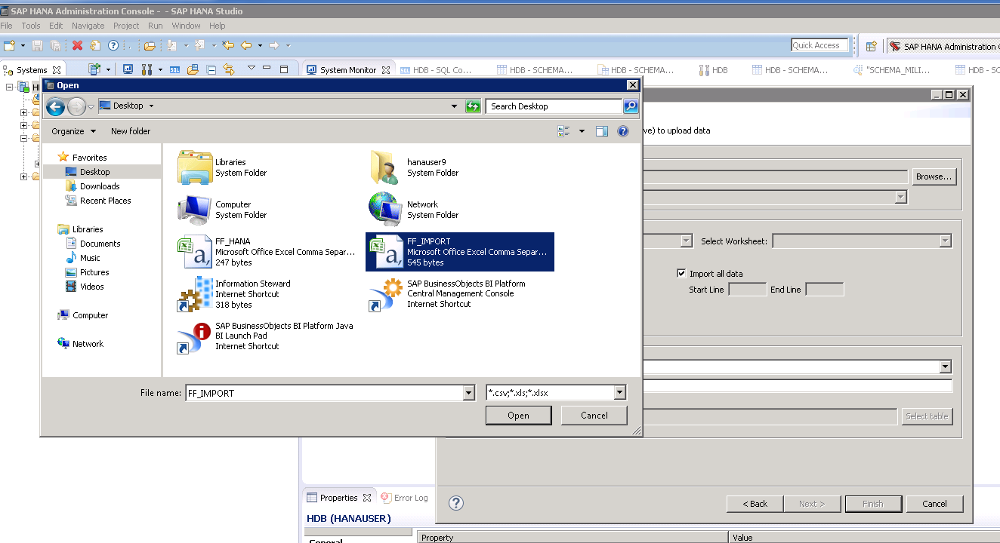 SAP HANA Administration Console - - SAP HANA Studio
File Tools Edit Navigate Project Run Window Help
Quick Access
SAP HANA Administration C
Systems
SQL
System Monitor
SQL HDB - SQL Co...
HDB - SCHEMA...
HDB - SCHEMA...
HDB
HDB - SCHEMA...
"SCHEMA_MILI...
HDB - SC
Open
Desktop
Search Desktop
Organize
New folder
Favorites
Desktop
Downloads
Recent Places
Libraries
Documents
Music
Pictures
Videos
Computer
Network
Libraries
System Folder
hanauser9
System Folder
Computer
System Folder
Network
System Folder
FF_HANA
Microsoft Office Excel Comma Separ...
247 bytes
FF_IMPORT
Microsoft Office Excel Comma Separ...
545 bytes
Information Steward
Internet Shortcut
318 bytes
SAP BusinessObjects BI Platform
Central Management Console
Internet Shortcut
SAP BusinessObjects BI Platform Java
BI Launch Pad
Internet Shortcut
File name: FF_IMPORT
*.csv;*.xls;*.xlsx
Open
Cancel
ve) to upload data
Browse...
Select Worksheet:
Import all data
Start Line
End Line
Select table
< Back
Next >
Finish
Cancel
Properties
Error Log
HDB (HANAUSER)
General
Property
Value